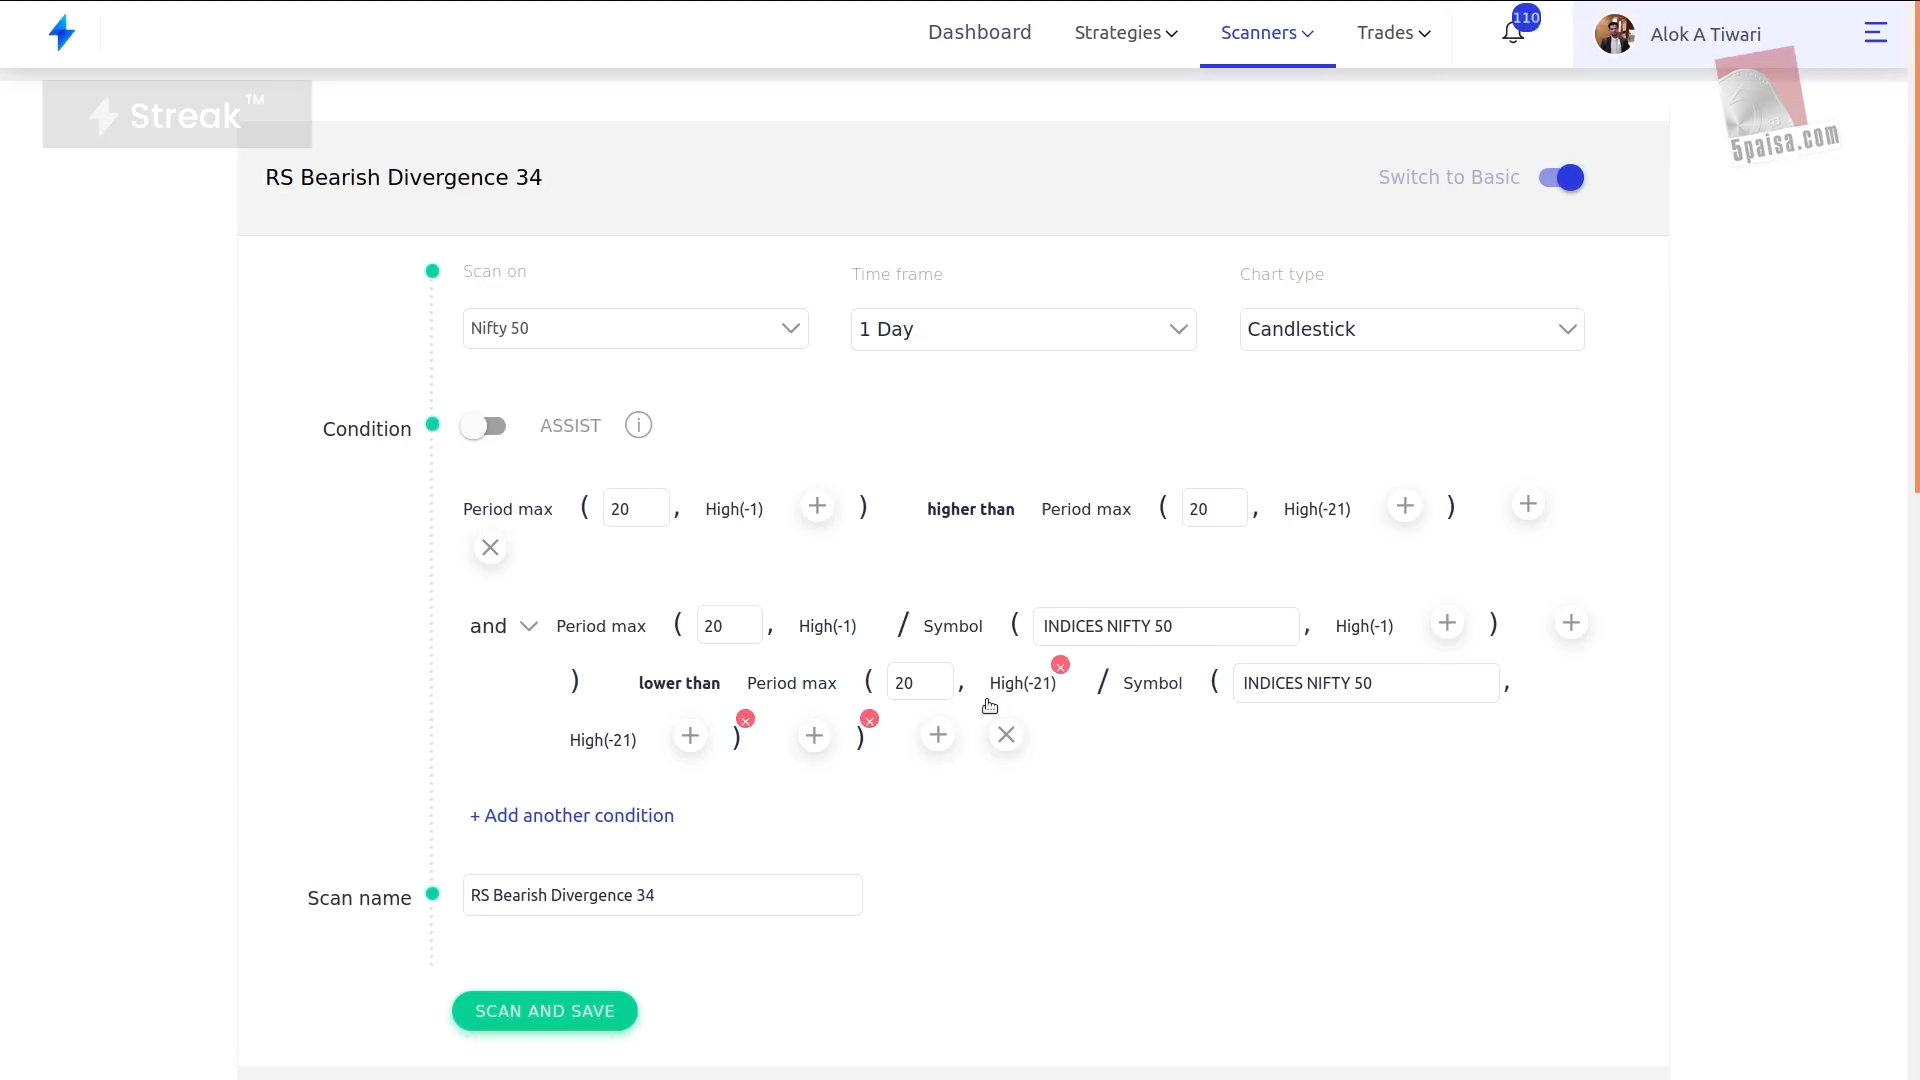 Dashboard Strategies Scanners Trades 110 Alok A Tiwari
Streak™
5paisa.com
RS Bearish Divergence 34 Switch to Basic
Scan on Time frame Chart type
Nifty 50 1 Day Candlestick
Condition ASSIST i
Period max ( 20 , High(-1) + ) higher than Period max ( 20 , High(-21) + ) +
×
and Period max ( 20 , High(-1) / Symbol ( INDICES NIFTY 50 , High(-1) + ) +
) lower than Period max ( 20 , High(-21) / Symbol ( INDICES NIFTY 50 ,
High(-21) + ) + ) + ×
+ Add another condition
Scan name RS Bearish Divergence 34
SCAN AND SAVE